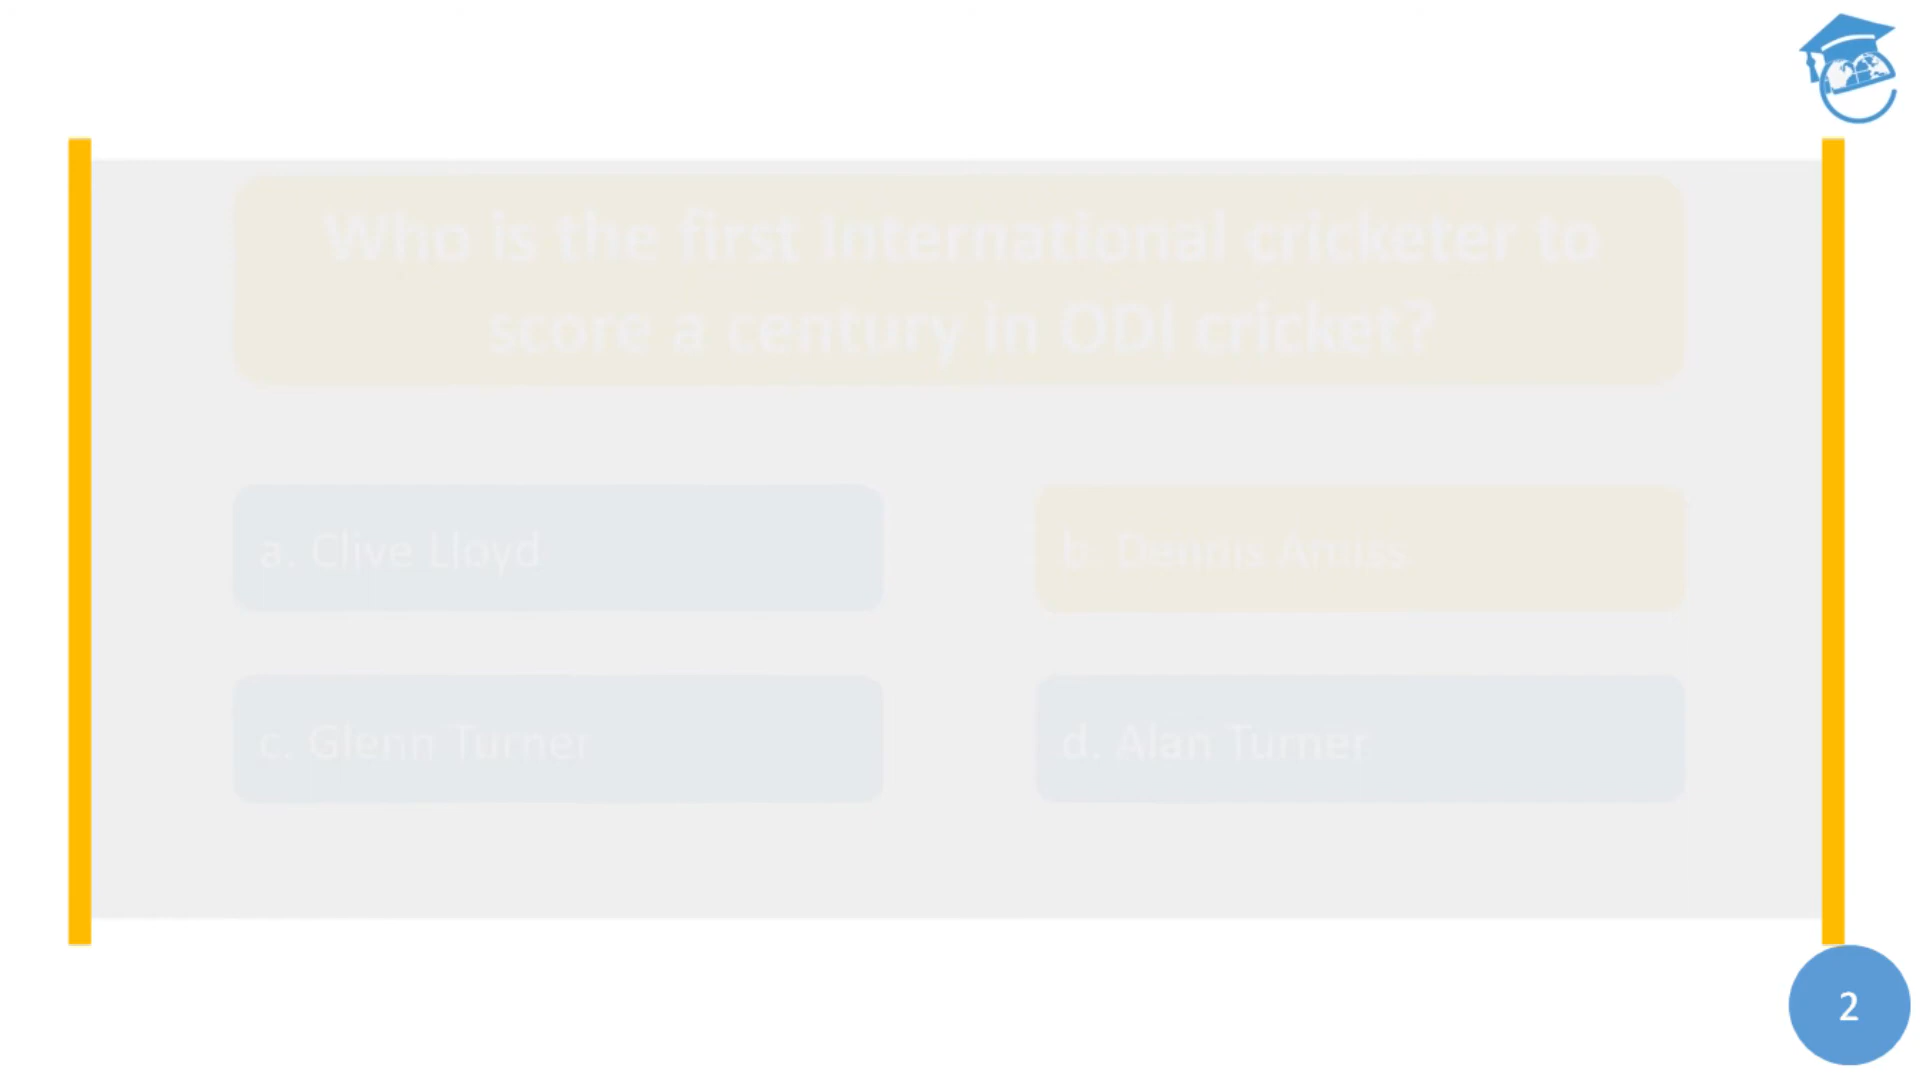 Who is the first International cricketer to
score a century in ODI cricket?
a. Clive Lloyd
b. Dennis Amiss
c. Glenn Turner
d. Alan Turner
2